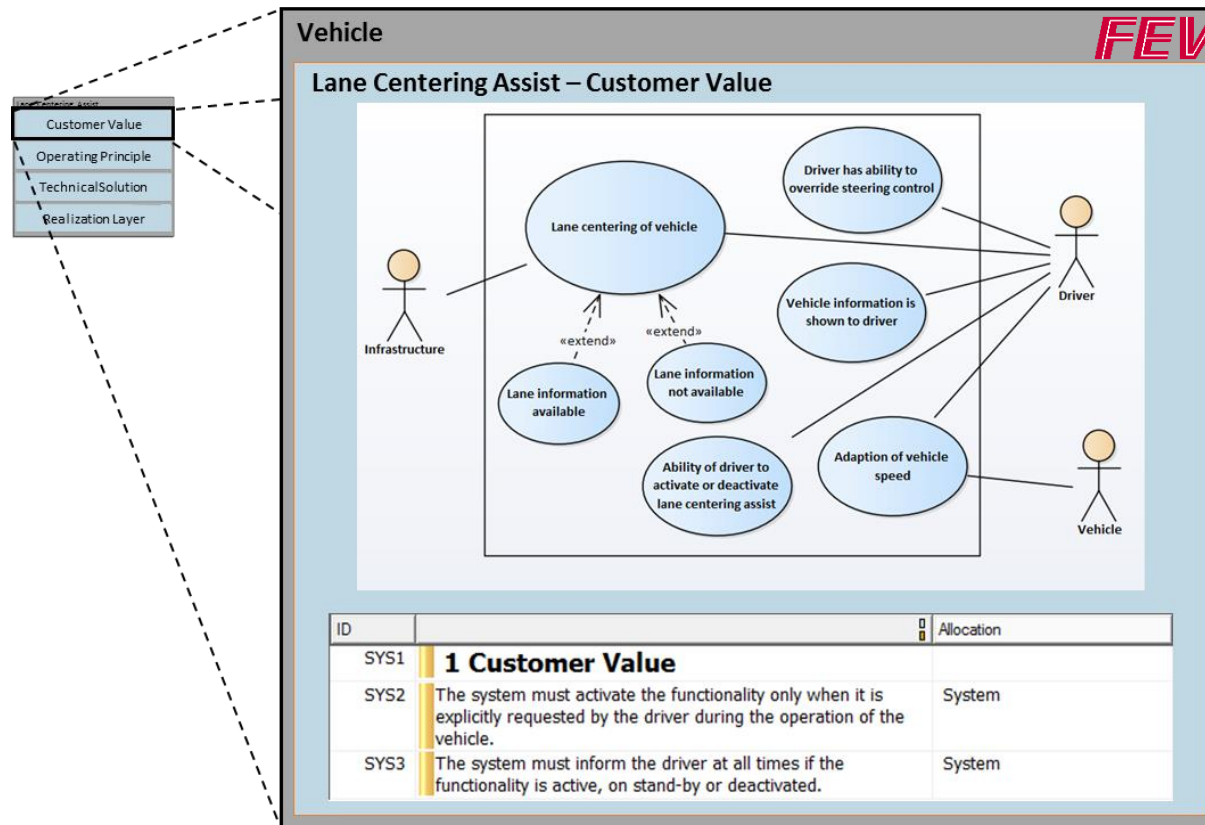 Vehicle
FEV
Lane Centering Assist – Customer Value
Lane Centering Assist
Customer Value
Operating Principle
TechnicalSolution
Realization Layer
Driver has ability to
override steering control
Lane centering of vehicle
Driver
Vehicle information is
shown to driver
Infrastructure
«extend»
«extend»
Lane information
available
Lane information
not available
Ability of driver to
activate or deactivate
lane centering assist
Adaption of vehicle
speed
Vehicle
ID
Allocation
SYS1
1 Customer Value
SYS2
The system must activate the functionality only when it is
explicitly requested by the driver during the operation of the
vehicle.
System
SYS3
The system must inform the driver at all times if the
functionality is active, on stand-by or deactivated.
System